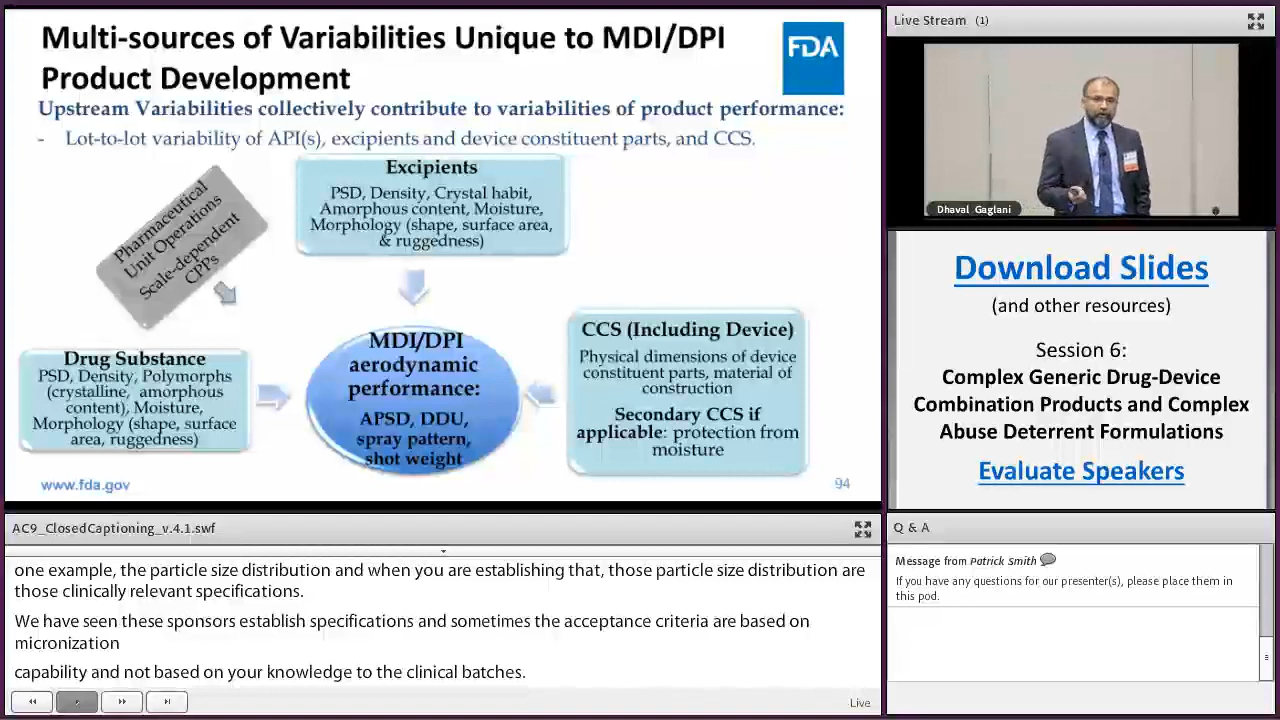 Multi-sources of Variabilities Unique to MDI/DPI
Product Development
FDA
Upstream Variabilities collectively contribute to variabilities of product performance:
- Lot-to-lot variability of API(s), excipients and device constituent parts, and CCS.
Pharmaceutical
Unit Operations
Scale-dependent
CPPs
Excipients
PSD, Density, Crystal habit,
Amorphous content, Moisture,
Morphology (shape, surface area,
& ruggedness)
Drug Substance
PSD, Density, Polymorphs
(crystalline, amorphous
content), Moisture,
Morphology (shape, surface
area, ruggedness)
MDI/DPI
aerodynamic
performance:
APSD, DDU,
spray pattern,
shot weight
CCS (Including Device)
Physical dimensions of device
constituent parts, material of
construction
Secondary CCS if
applicable: protection from
moisture
www.fda.gov
94
Live Stream (1)
Dhaval Gaglani
Download Slides
(and other resources)
Session 6:
Complex Generic Drug-Device
Combination Products and Complex
Abuse Deterrent Formulations
Evaluate Speakers
AC9_ClosedCaptioning_v.4.1.swf
one example, the particle size distribution and when you are establishing that, those particle size distribution are
those clinically relevant specifications.
We have seen these sponsors establish specifications and sometimes the acceptance criteria are based on
micronization
capability and not based on your knowledge to the clinical batches.
Live
Q & A
Message from Patrick Smith
If you have any questions for our presenter(s), please place them in
this pod.